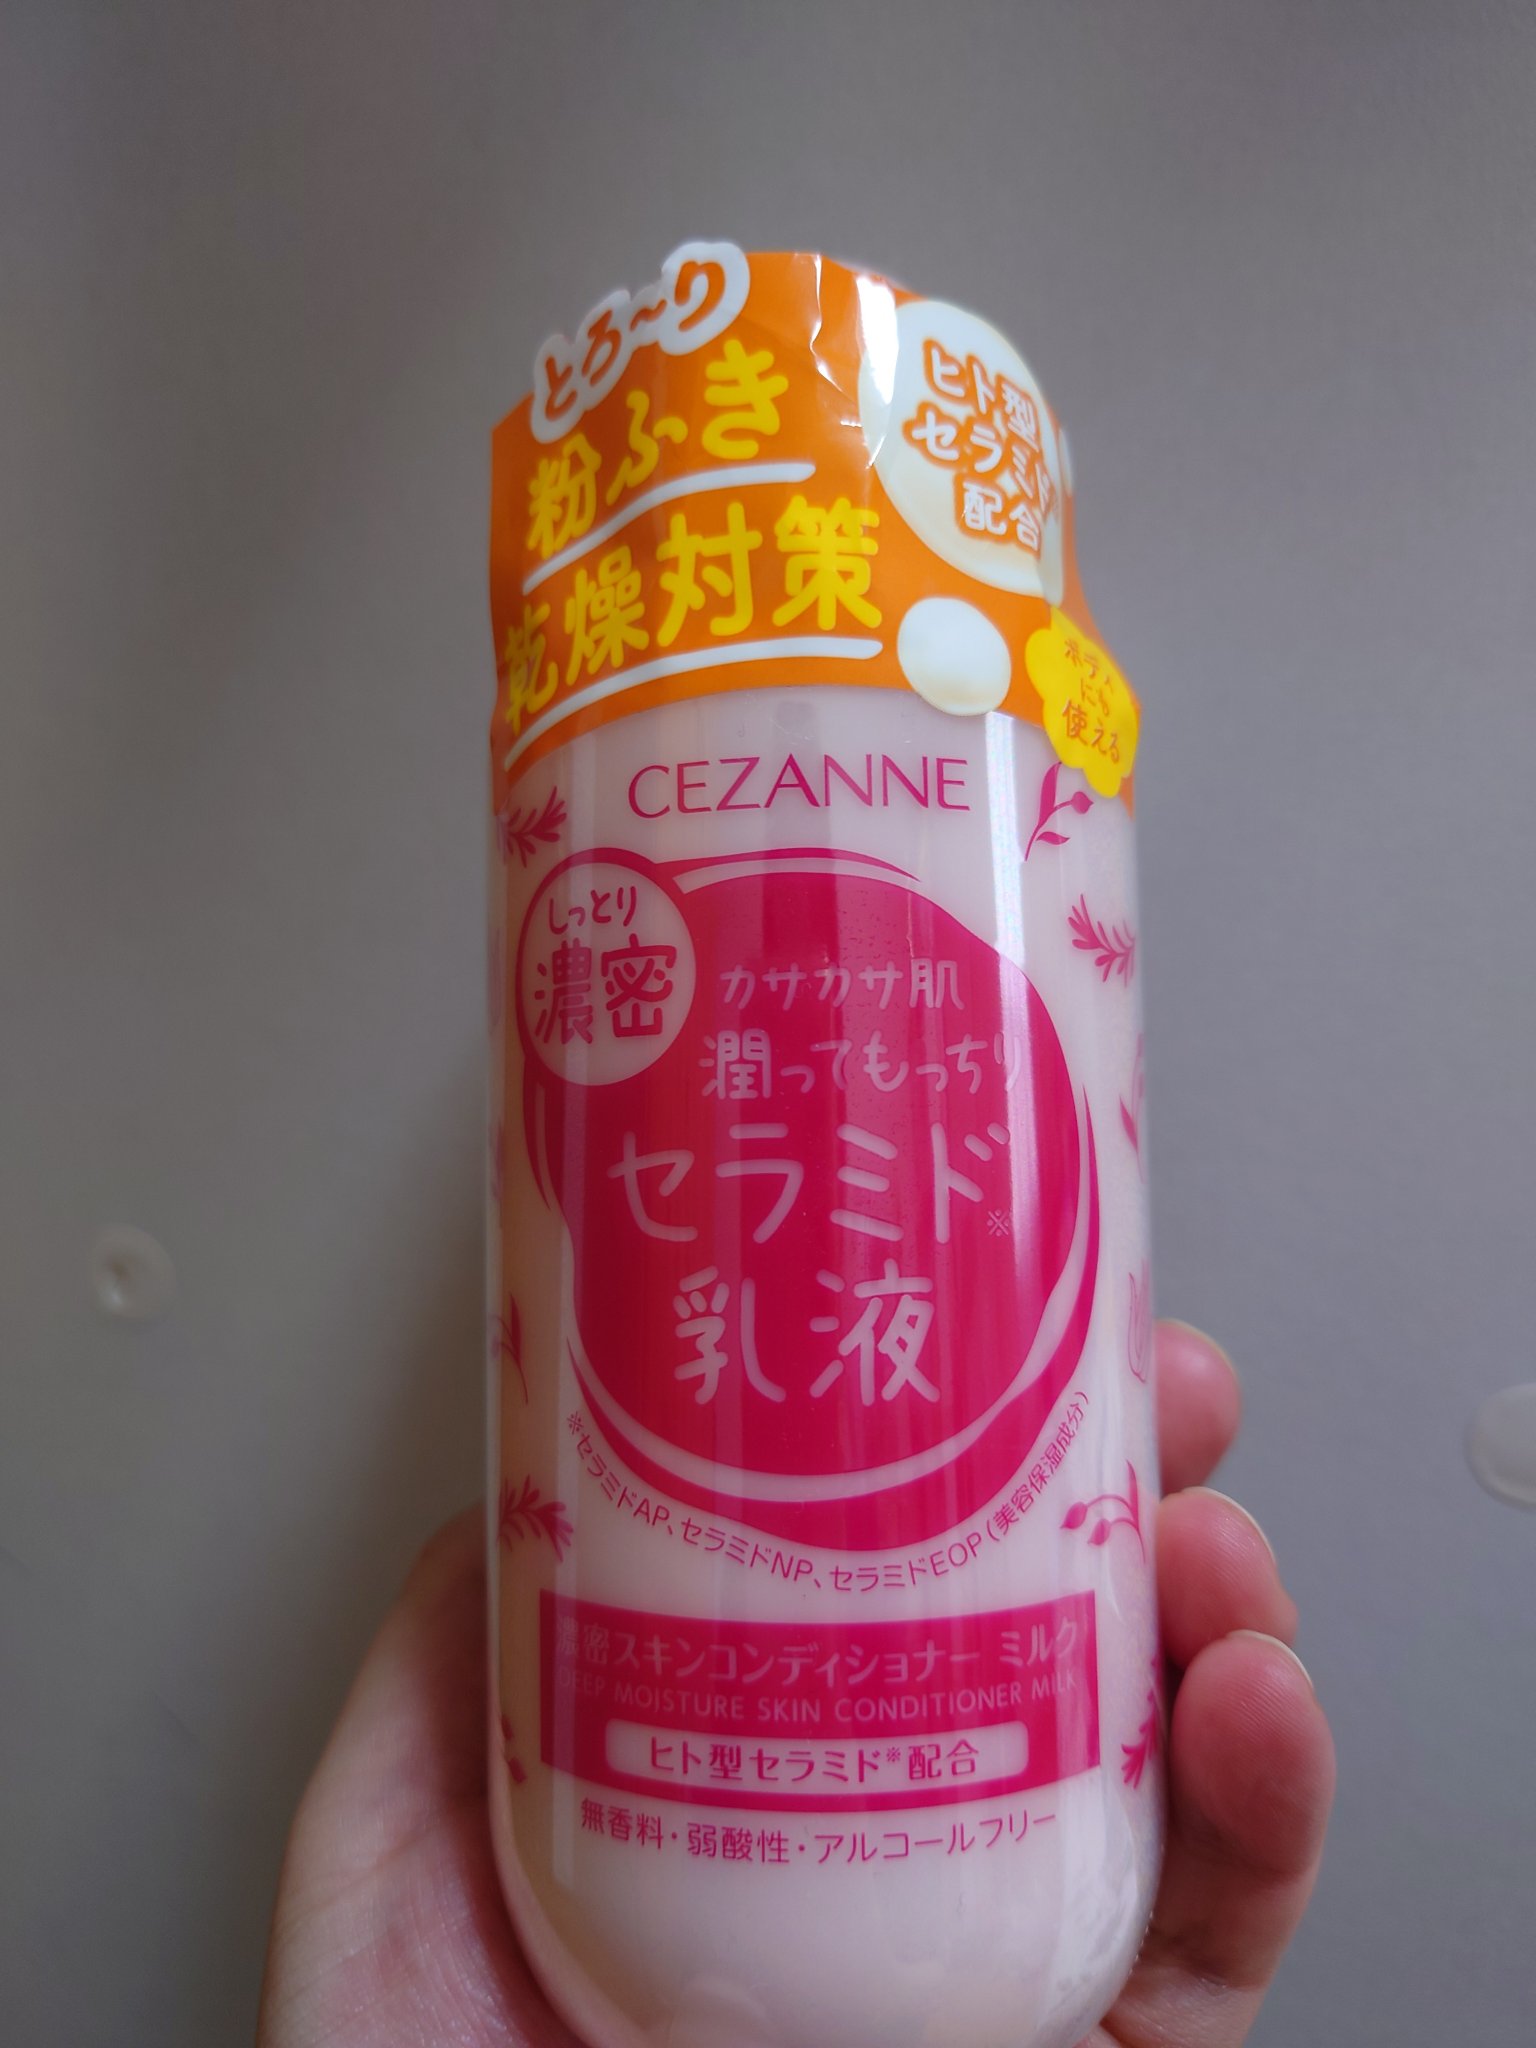 とろ～り
粉ふき
乾燥対策
ヒト型
セラミド
配合
ボディ
にも
使える
CEZANNE
しっとり
濃密
カサカサ肌
潤ってもっちり
セラミド※
乳液
※セラミドAP、セラミドNP、セラミドEOP(美容保湿成分)
濃密スキンコンディショナー ミルク
DEEP MOISTURE SKIN CONDITIONER MILK
ヒト型セラミド※配合
無香料・弱酸性・アルコールフリー